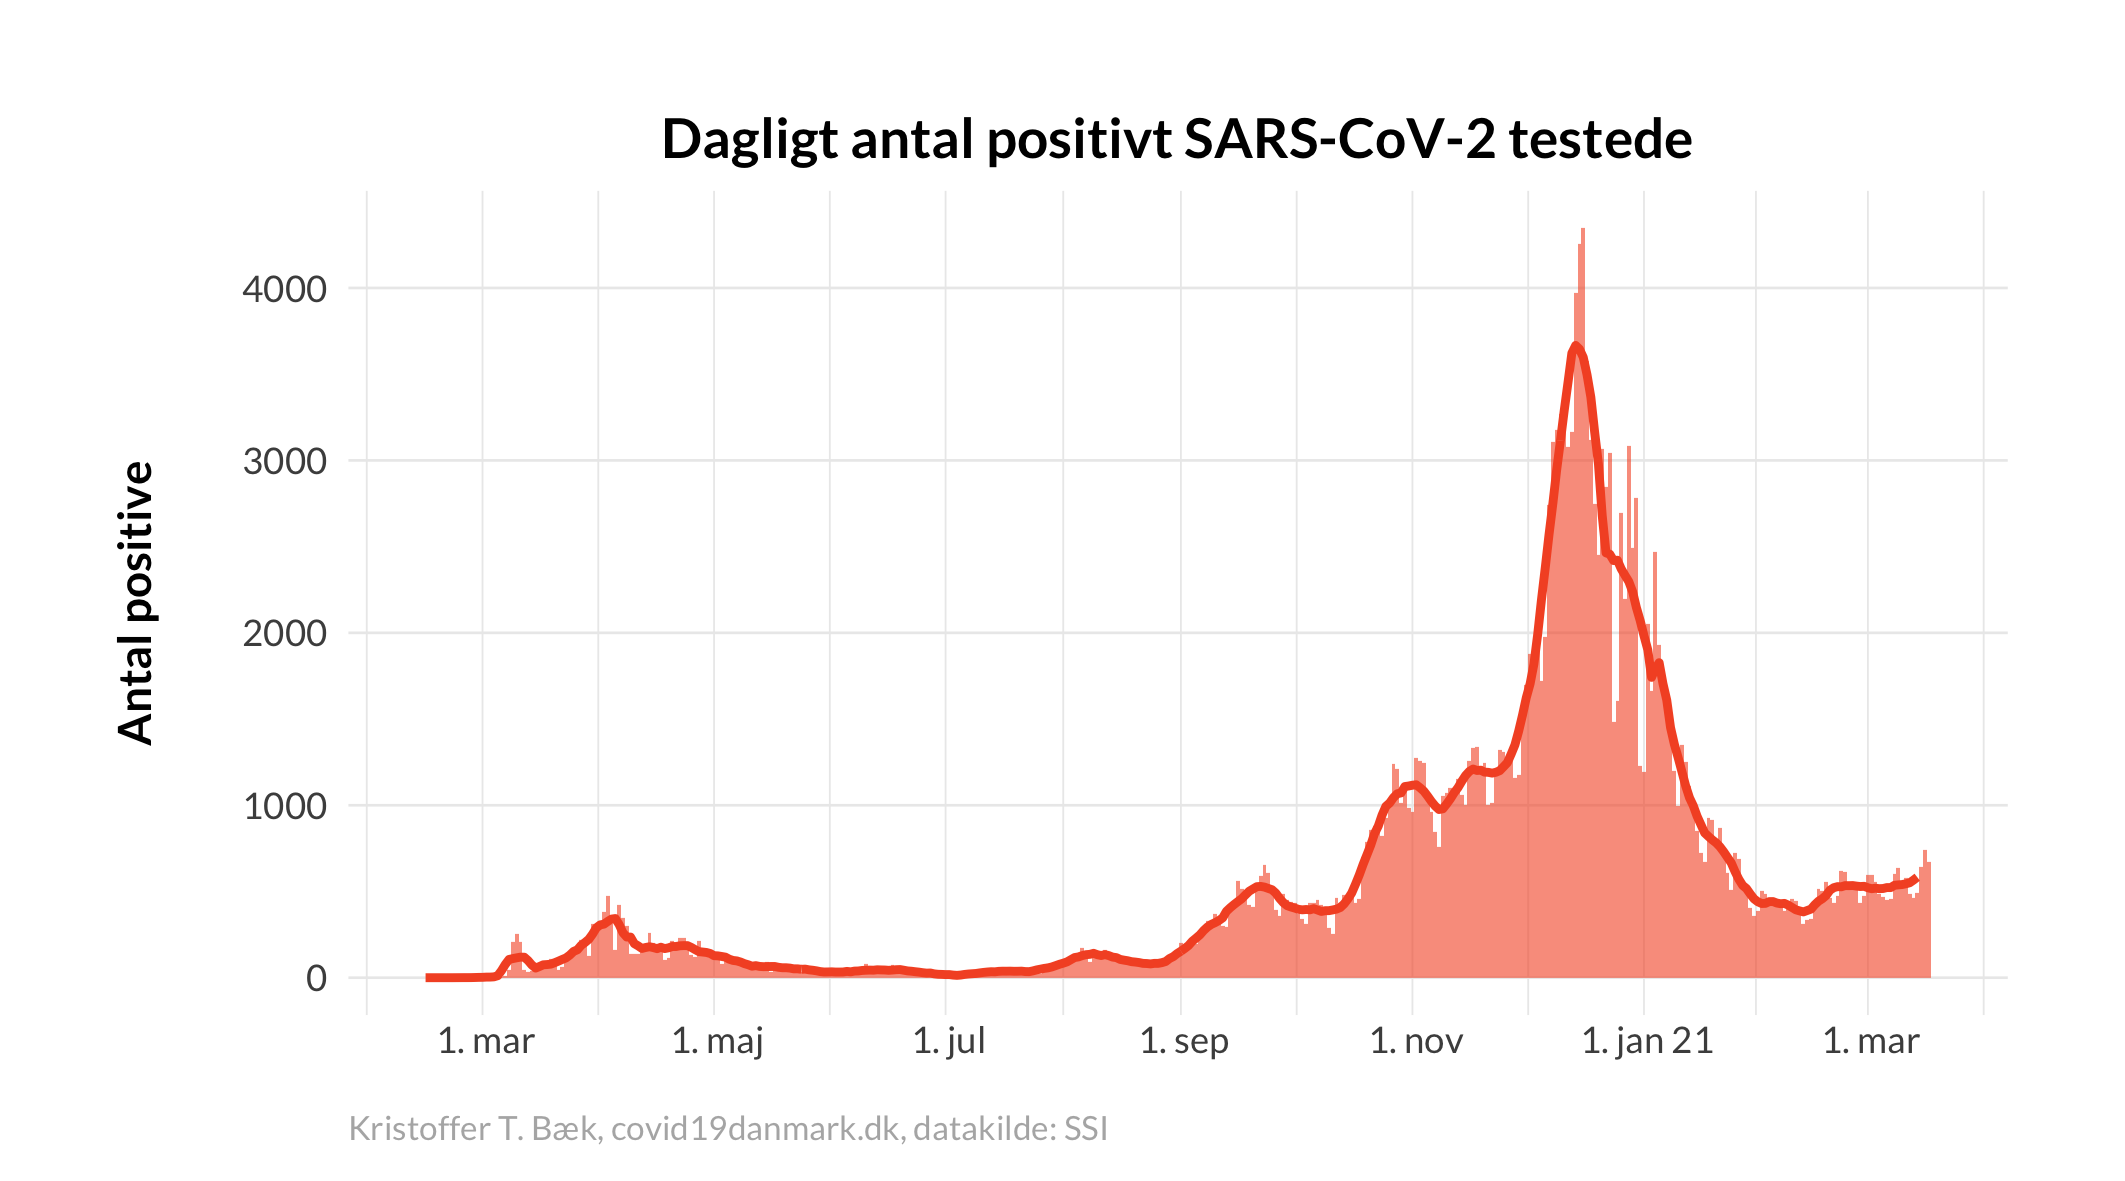 Dagligt antal positivt SARS-CoV-2 testede
Antal positive
4000
3000
2000
1000
0
1. mar
1. maj
1. jul
1. sep
1. nov
1. jan 21
1. mar
Kristoffer T. Bæk, covid19danmark.dk, datakilde: SSI